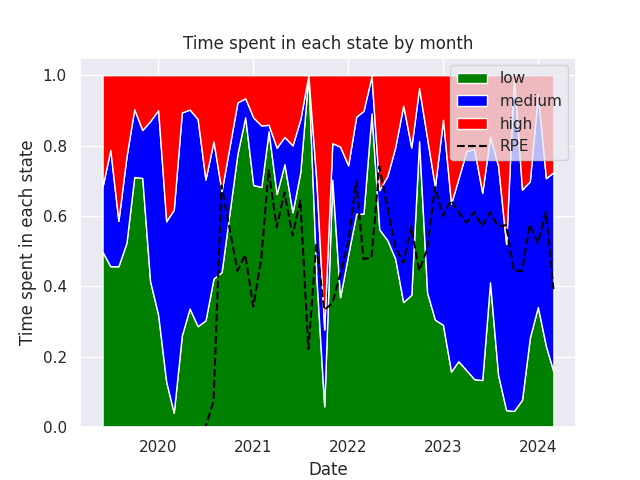 Time spent in each state by month
low
medium
high
RPE
1.0
0.8
0.6
0.4
0.2
0.0
Time spent in each state
2020 2021 2022 2023 2024
Date